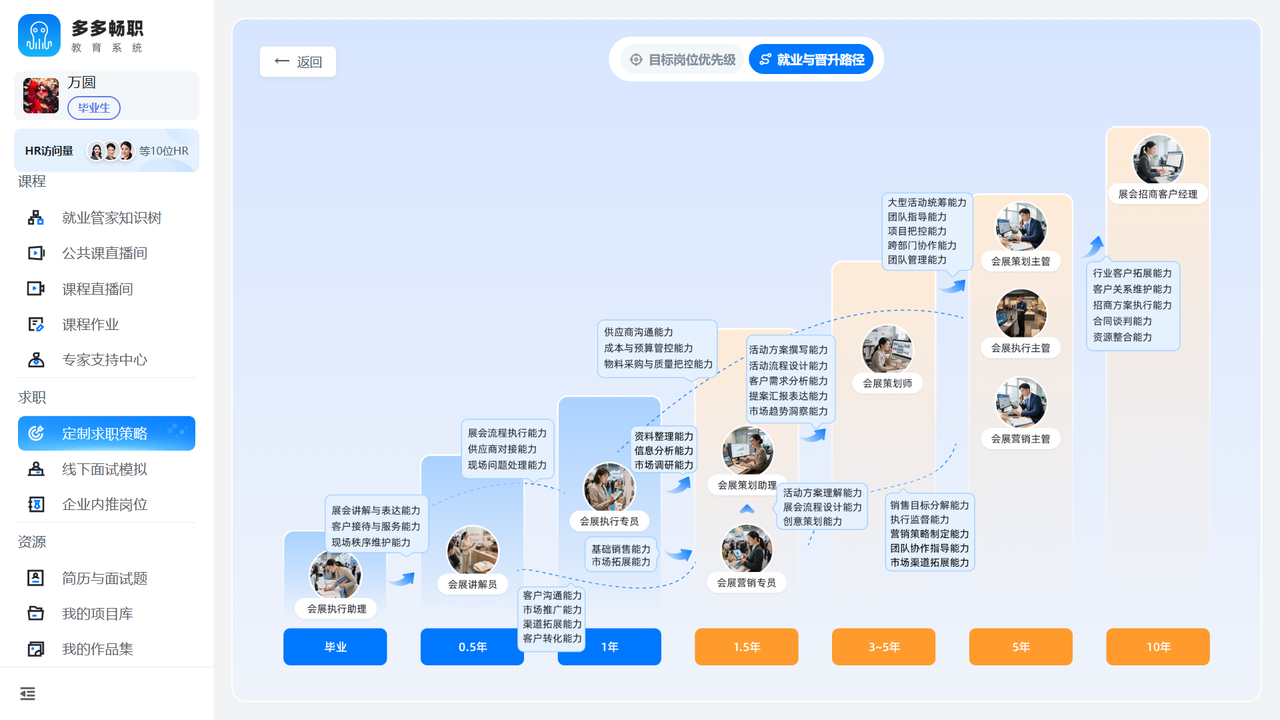 多多畅职
教育系统
万圆
毕业生
HR访问量
等10位HR
课程
就业管家知识树
公共课直播间
课程直播间
课程作业
专家支持中心
求职
定制求职策略
线下面试模拟
企业内推岗位
资源
简历与面试题
我的项目库
我的作品集
返回
目标岗位优先级
就业与晋升路径
展会讲解与表达能力
客户接待与服务能力
现场秩序维护能力
会展执行助理
毕业
展会流程执行能力
供应商对接能力
现场问题处理能力
会展讲解员
0.5年
客户沟通能力
市场推广能力
渠道拓展能力
客户转化能力
会展执行专员
基础销售能力
市场拓展能力
1年
供应商沟通能力
成本与预算管控能力
物料采购与质量把控能力
资料整理能力
信息分析能力
市场调研能力
会展策划助理
会展营销专员
1.5年
活动方案撰写能力
活动流程设计能力
客户需求分析能力
提案汇报表达能力
市场趋势洞察能力
活动方案理解能力
展会流程设计能力
创意策划能力
会展策划师
3~5年
大型活动统筹能力
团队指导能力
项目把控能力
跨部门协作能力
团队管理能力
销售目标分解能力
执行监督能力
营销策略制定能力
团队协作指导能力
市场渠道拓展能力
会展策划主管
会展执行主管
会展营销主管
5年
行业客户拓展能力
客户关系维护能力
招商方案执行能力
合同谈判能力
资源整合能力
展会招商客户经理
10年